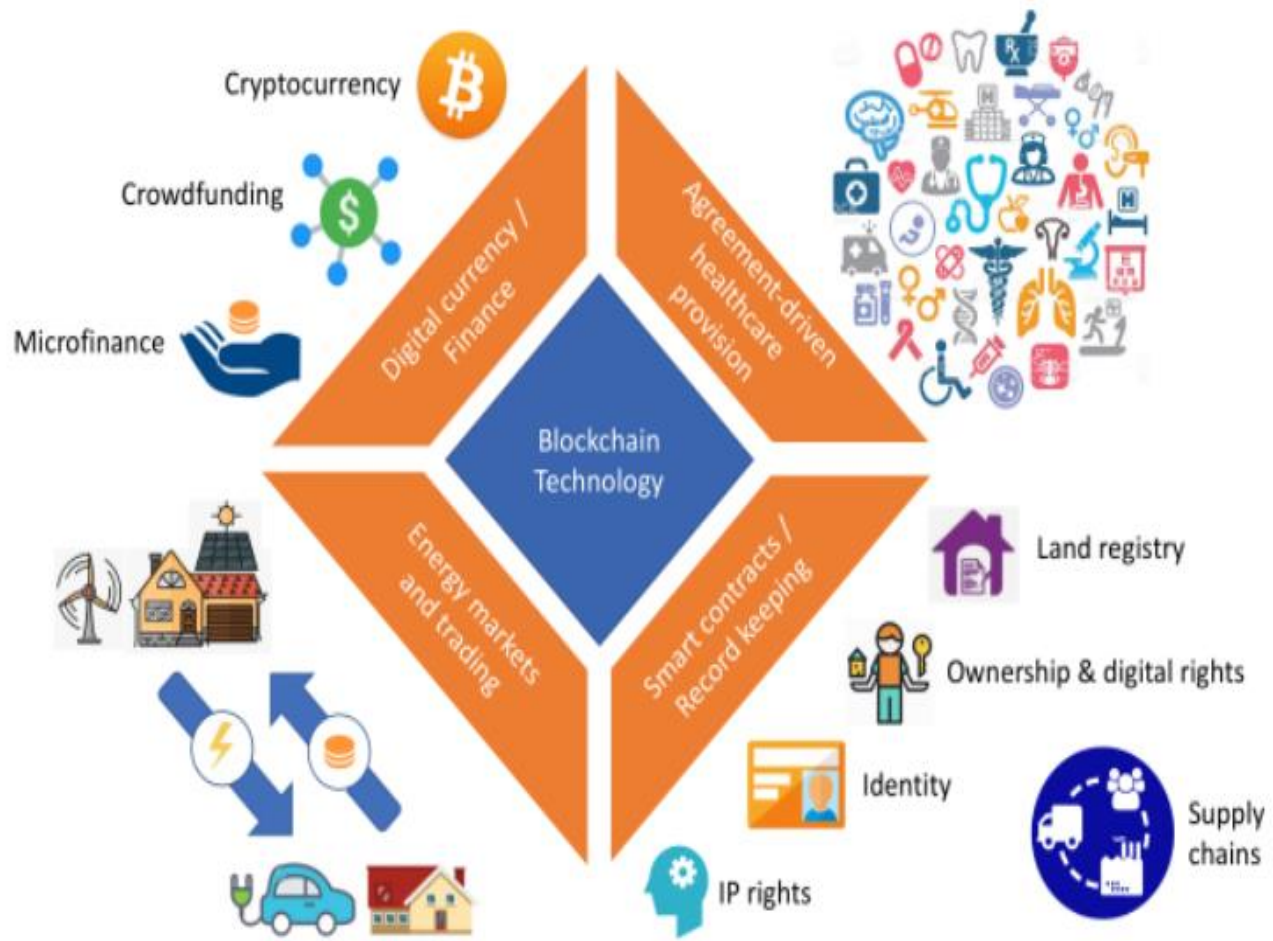 Cryptocurrency
Crowdfunding
Microfinance
Digital currency /
Finance
Agreement-driven
healthcare
provision
Blockchain
Technology
Energy markets
and trading
Smart contracts /
Record keeping
Land registry
Ownership & digital rights
Identity
Supply
chains
IP rights